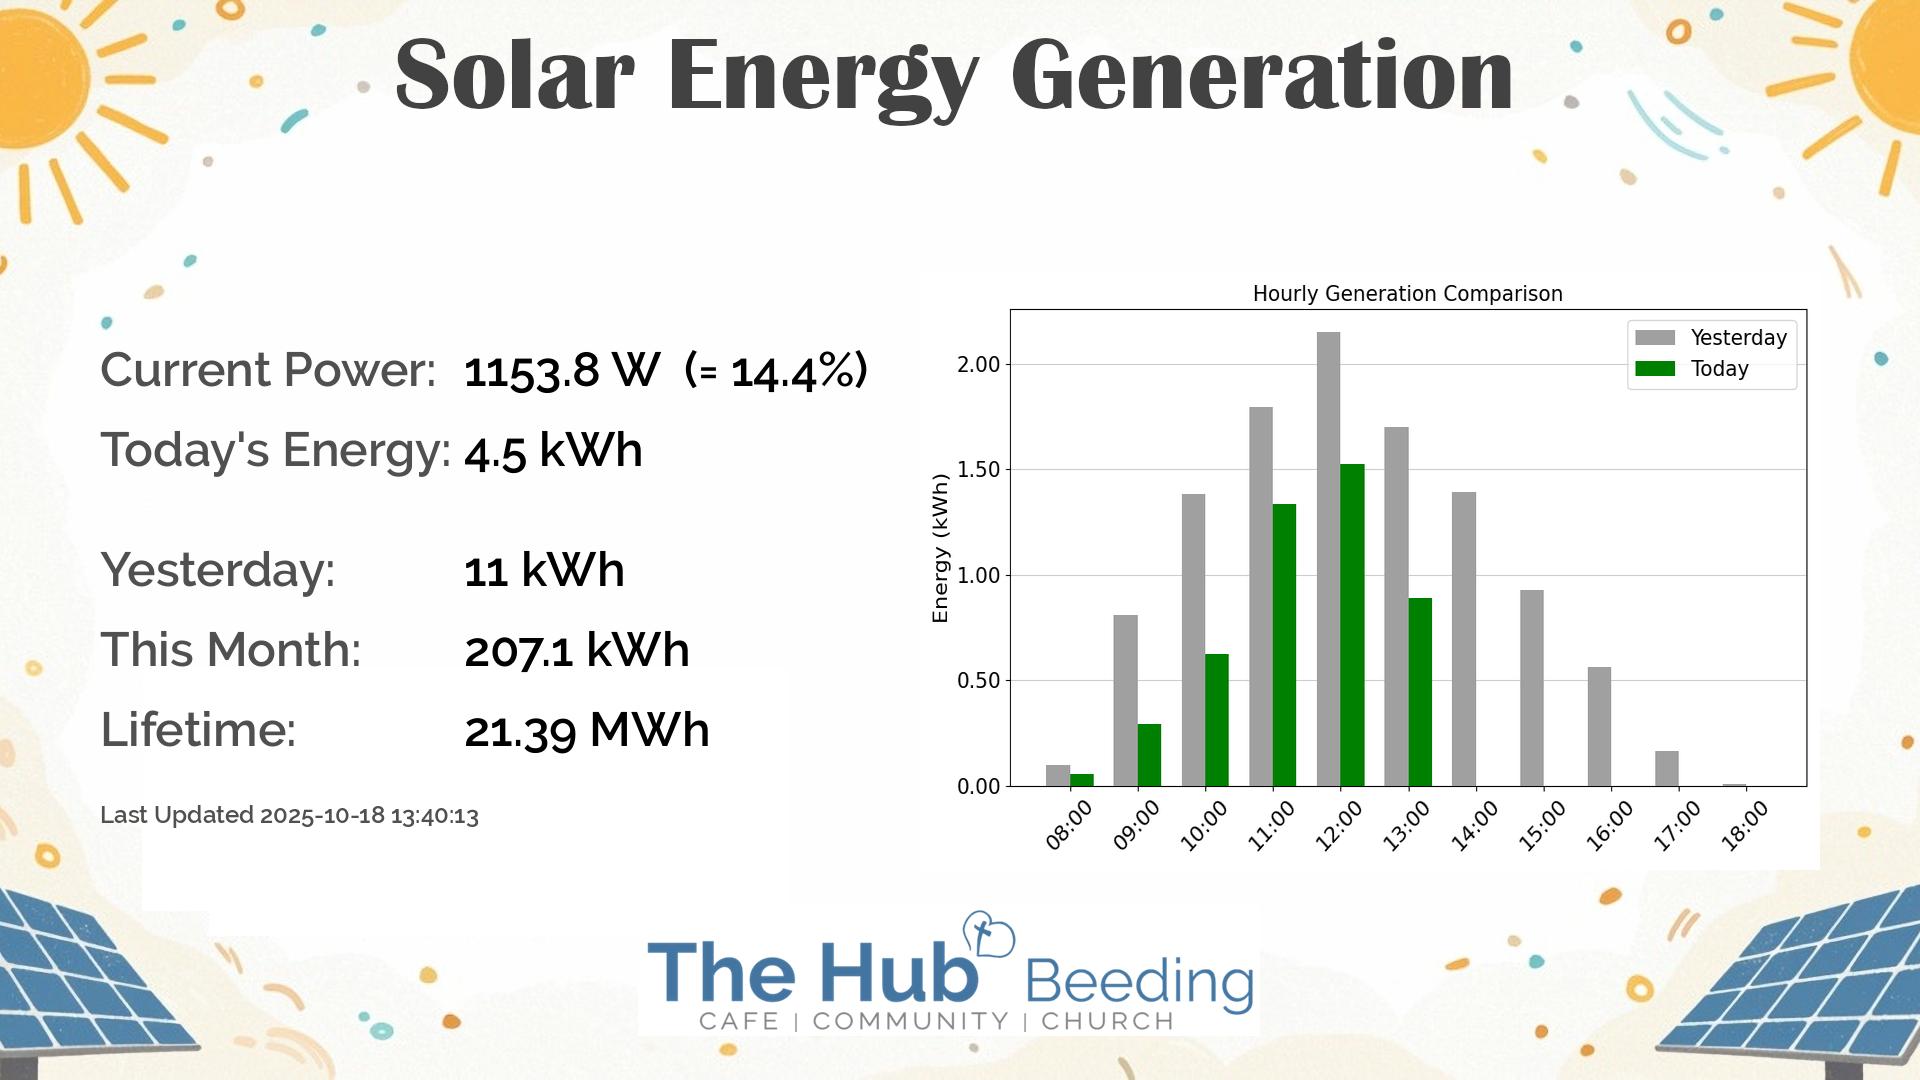 Solar Energy Generation
Current Power: 1153.8 W (= 14.4%)
Today's Energy: 4.5 kWh
Yesterday: 11 kWh
This Month: 207.1 kWh
Lifetime: 21.39 MWh
Last Updated 2025-10-18 13:40:13
Hourly Generation Comparison
Yesterday
Today
Energy (kWh)
2.00
1.50
1.00
0.50
0.00
08:00 09:00 10:00 11:00 12:00 13:00 14:00 15:00 16:00 17:00 18:00
The Hub Beeding
CAFE | COMMUNITY | CHURCH